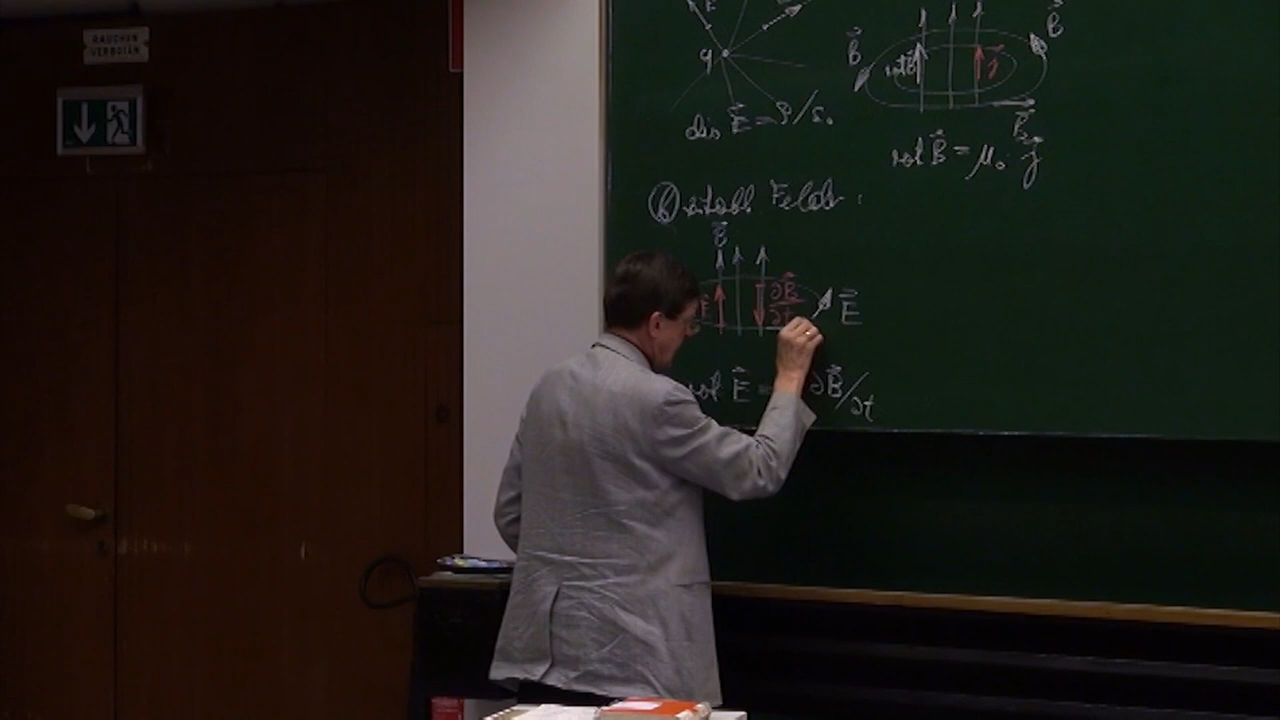 RAUCHEN
VERBOTEN
E
q
div E⃗ = ρ/ε₀
B⃗
B⃗
rot B⃗
j⃗
B⃗
rot B⃗ = μ₀ j⃗
Felder:
B⃗
∂B⃗/∂t
E⃗
rot E⃗ = ∂B⃗/∂t